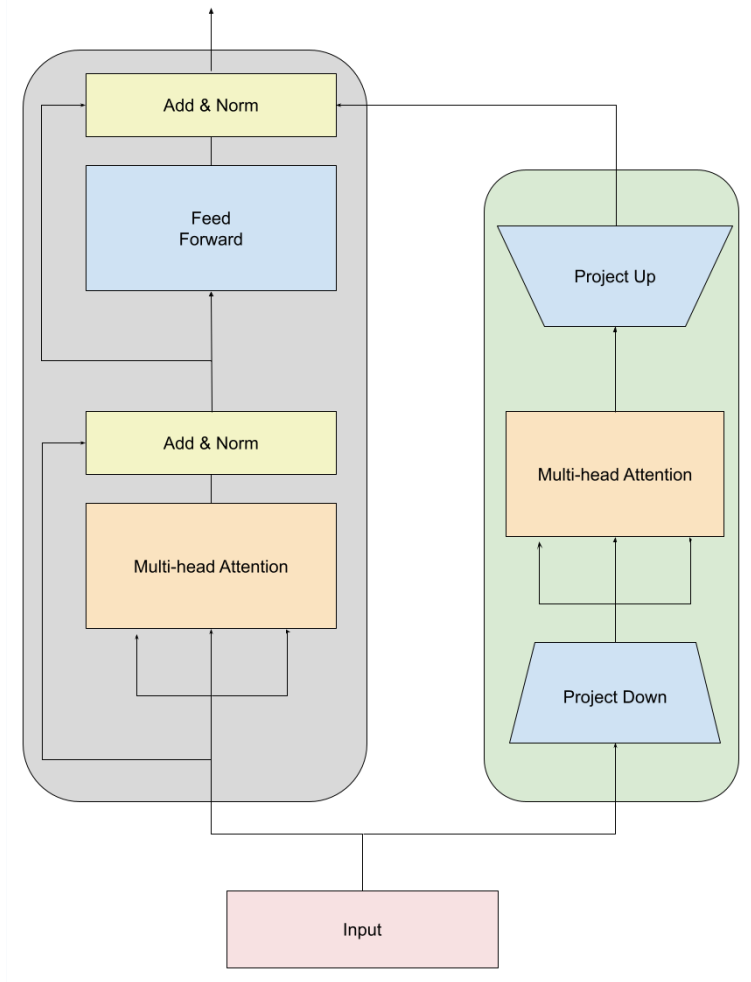 Add & Norm
Feed
Forward
Add & Norm
Multi-head Attention
Project Up
Multi-head Attention
Project Down
Input